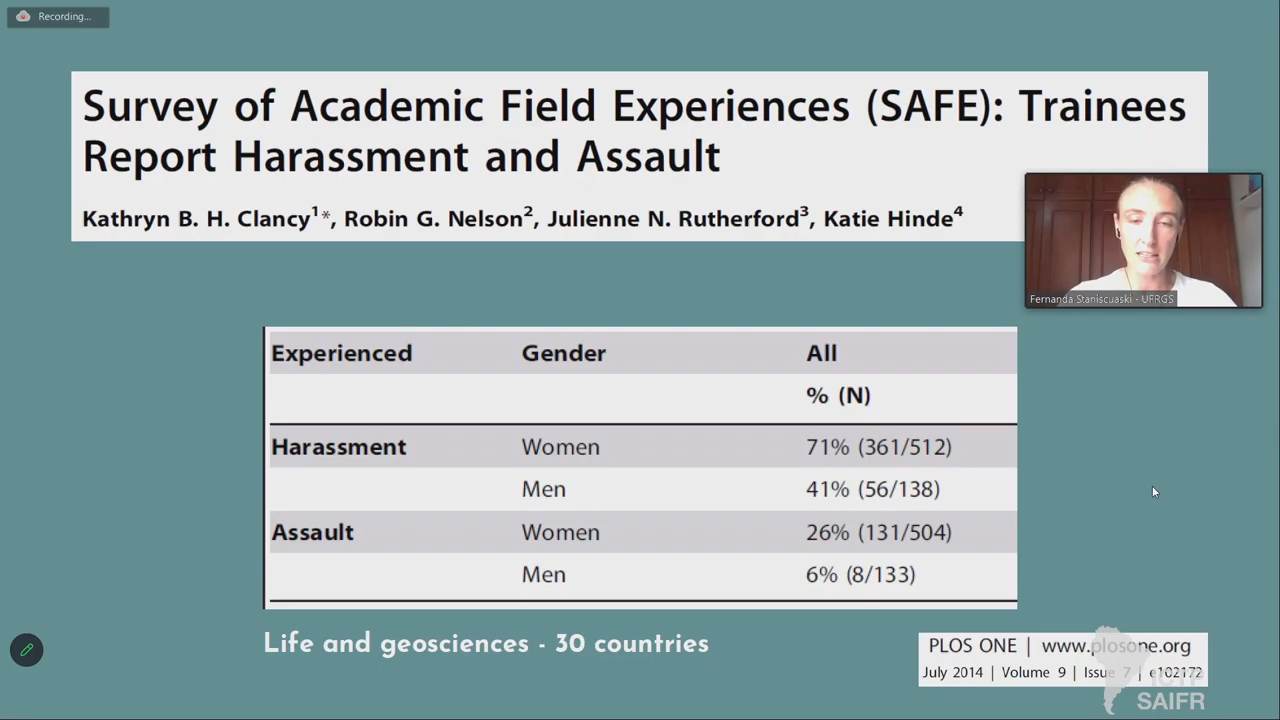 Recording...
Survey of Academic Field Experiences (SAFE): Trainees
Report Harassment and Assault
Kathryn B. H. Clancy1*, Robin G. Nelson2, Julienne N. Rutherford3, Katie Hinde4
Fernanda Staniscuaski - UFRGS
Experienced Gender All
% (N)
Harassment Women 71% (361/512)
Men 41% (56/138)
Assault Women 26% (131/504)
Men 6% (8/133)
Life and geosciences - 30 countries
PLOS ONE | www.plosone.org
July 2014 | Volume 9 | Issue 7 | e102172
ICTP
SAIFR